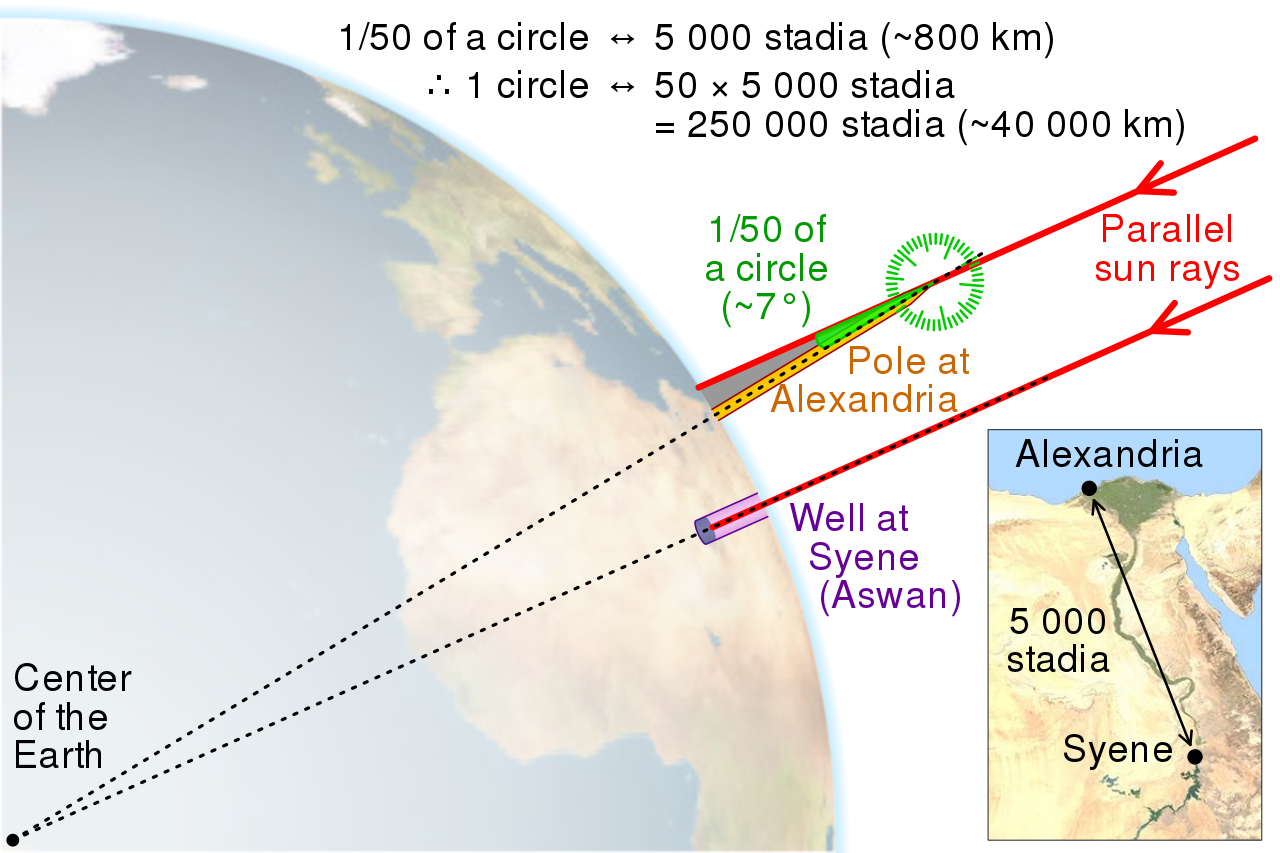 1/50 of a circle ↔ 5 000 stadia (~800 km)
∴ 1 circle ↔ 50 × 5 000 stadia
= 250 000 stadia (~40 000 km)
1/50 of
a circle
(~7°)
Parallel
sun rays
Pole at
Alexandria
Well at
Syene
(Aswan)
Center
of the
Earth
Alexandria
5 000
stadia
Syene